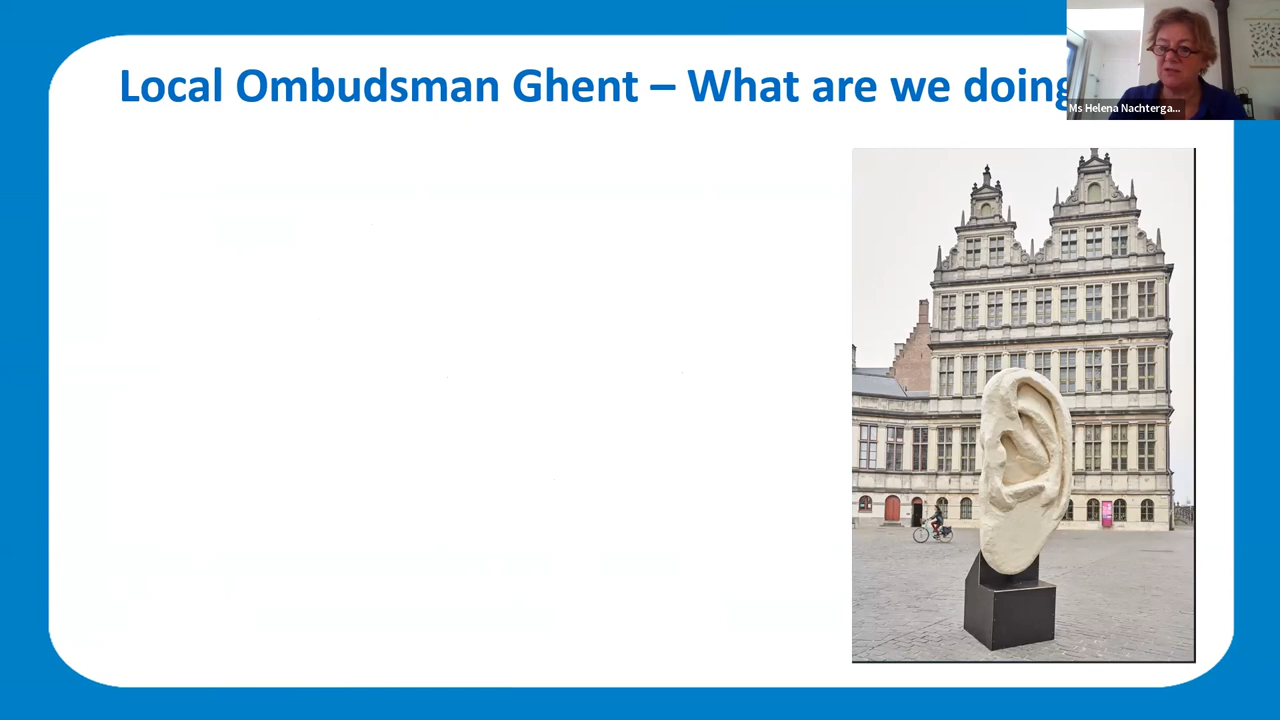 Local Ombudsman Ghent – What are we doing
Ms Helena Nachterga...